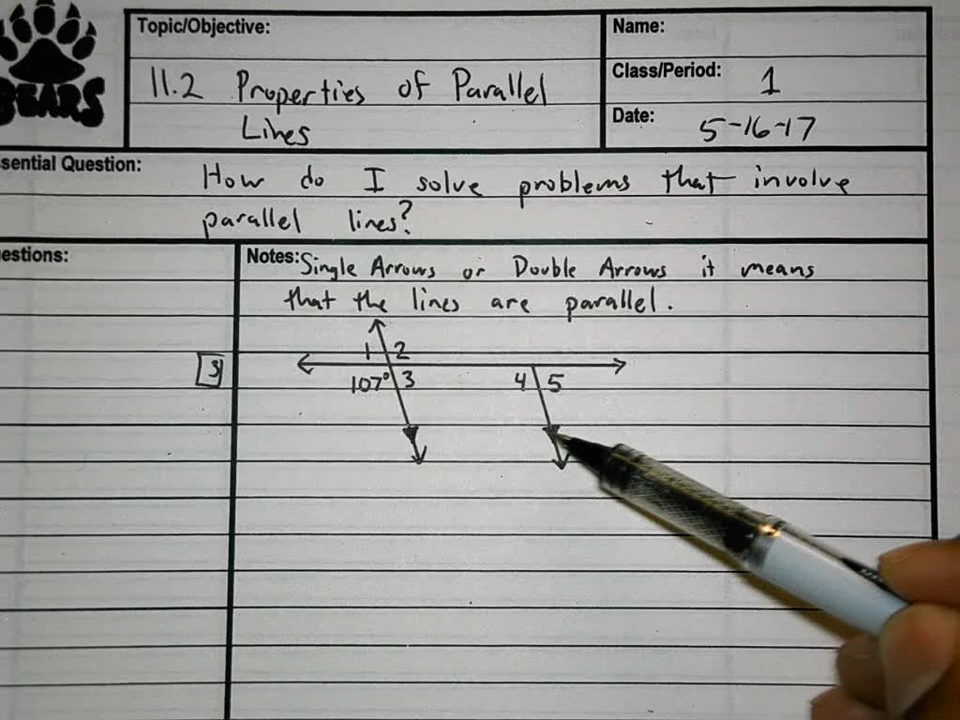 BEARS
Topic/Objective:
11.2 Properties of Parallel
Lines
Name:
Class/Period: 1
Date: 5-16-17
ssential Question: How do I solve problems that involve
parallel lines?
estions:
Notes: Single Arrows or Double Arrows it means
that the lines are parallel.
1 2
3
107° 3 4 5